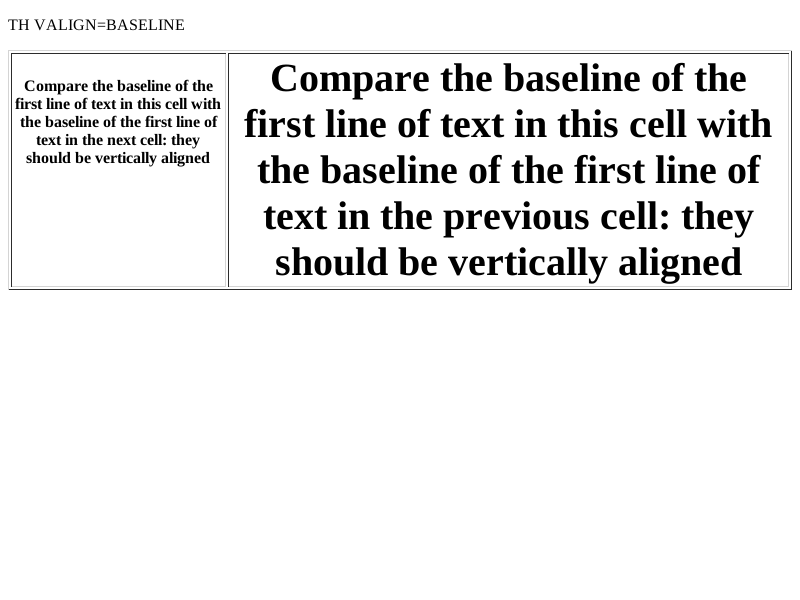 TH VALIGN=BASELINE
Compare the baseline of the
first line of text in this cell with
the baseline of the first line of
text in the next cell: they
should be vertically aligned
Compare the baseline of the
first line of text in this cell with
the baseline of the first line of
text in the previous cell: they
should be vertically aligned